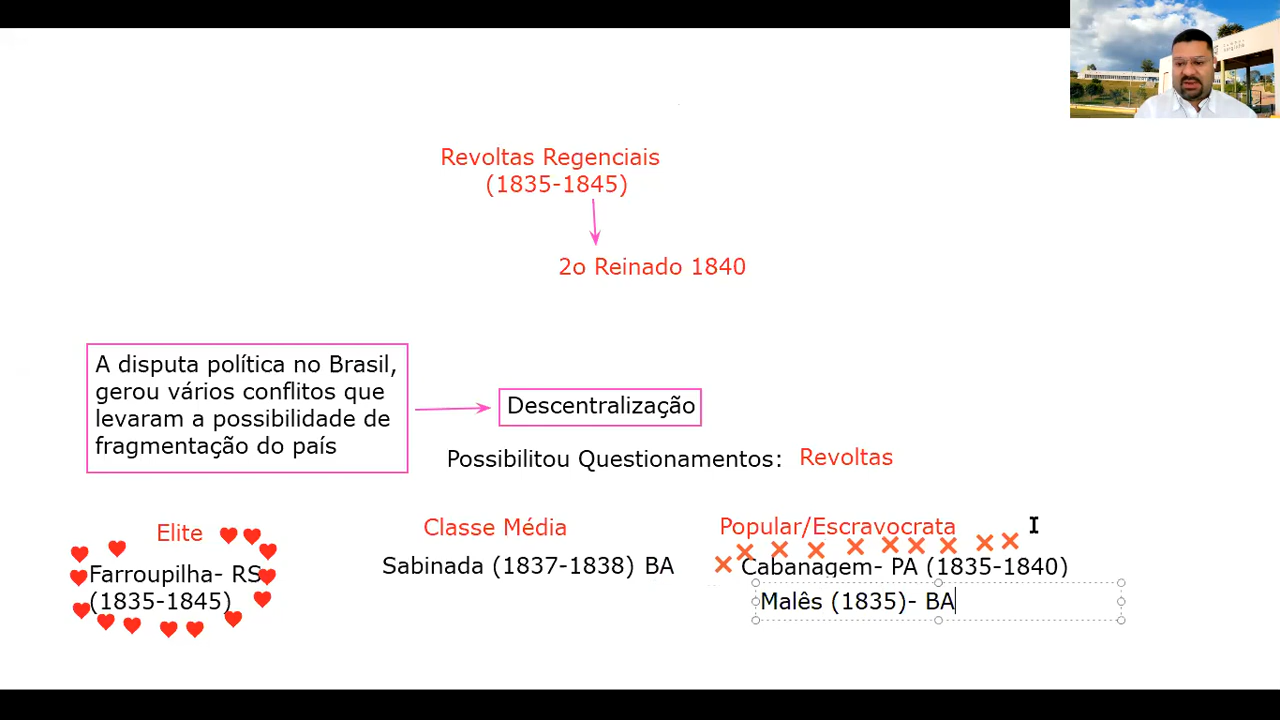 Revoltas Regenciais
(1835-1845)
2o Reinado 1840
A disputa política no Brasil,
gerou vários conflitos que
levaram a possibilidade de
fragmentação do país
Descentralização
Possibilitou Questionamentos: Revoltas
Elite
Farroupilha- RS
(1835-1845)
Classe Média
Sabinada (1837-1838) BA
Popular/Escravocrata
Cabanagem- PA (1835-1840)
Malês (1835)- BA